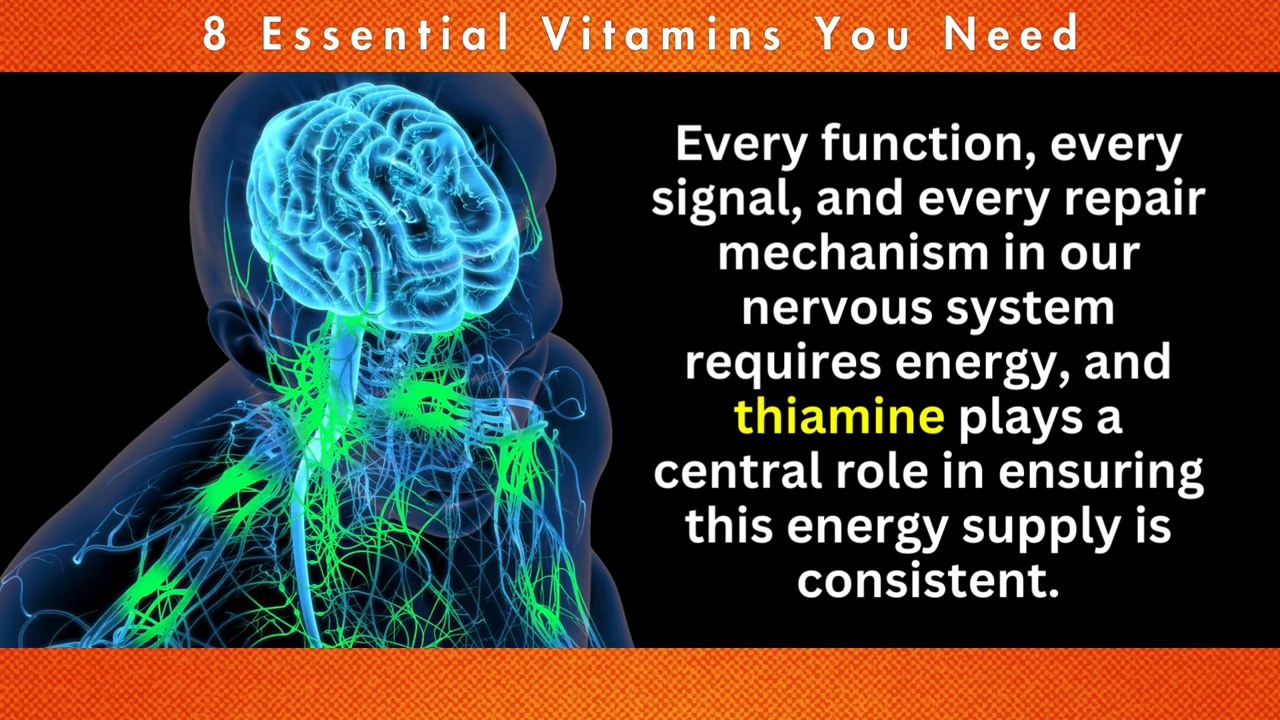 8 Essential Vitamins You Need
Every function, every
signal, and every repair
mechanism in our
nervous system
requires energy, and
thiamine plays a
central role in ensuring
this energy supply is
consistent.